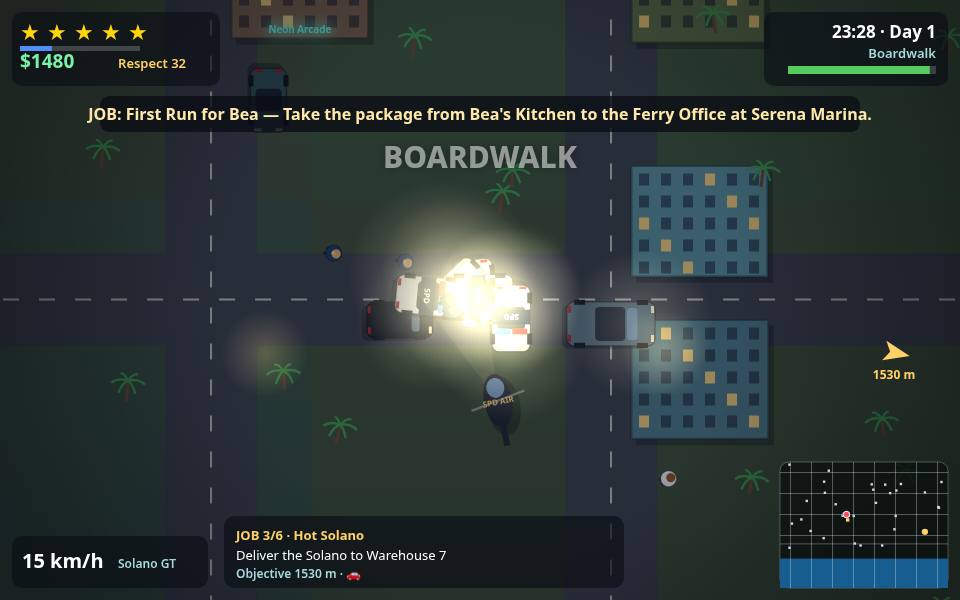 ★ ★ ★ ★ ★
$1480 Respect 32
Neon Arcade
23:28 · Day 1
Boardwalk
JOB: First Run for Bea — Take the package from Bea's Kitchen to the Ferry Office at Serena Marina.
BOARDWALK
SPD
SPD
SPD AIR
1530 m
JOB 3/6 · Hot Solano
Deliver the Solano to Warehouse 7
Objective 1530 m · 🚗
15 km/h Solano GT